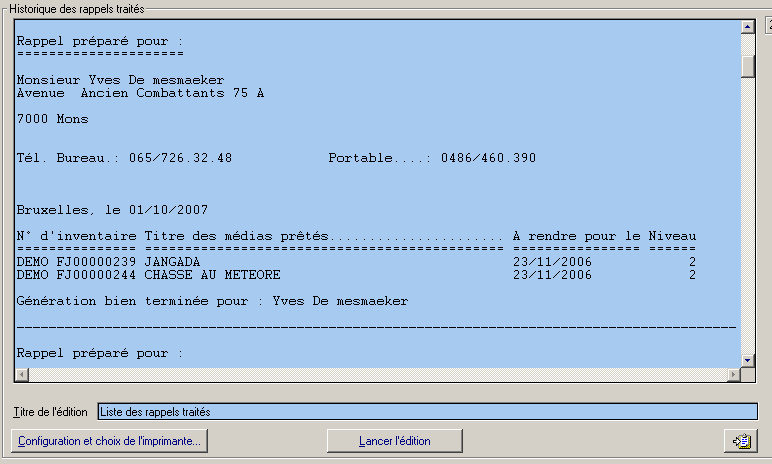 Historique des rappels traités
Rappel préparé pour :
=====================
Monsieur Yves De mesmaeker
Avenue  Ancien Combattants 75 A
7000 Mons
Tél. Bureau.: 065/726.32.48            Portable....: 0486/460.390
Bruxelles, le 01/10/2007
N° d'inventaire Titre des médias prêtés...................... A rendre pour le Niveau
=============== ============================================= ================ ======
DEMO FJ00000239 JANGADA                                       23/11/2006            2
DEMO FJ00000244 CHASSE AU METEORE                             23/11/2006            2
Génération bien terminée pour : Yves De mesmaeker
------------------------------------------------------------------------------------------
Rappel préparé pour :
Titre de l'édition Liste des rappels traités
Configuration et choix de l'imprimante... Lancer l'édition